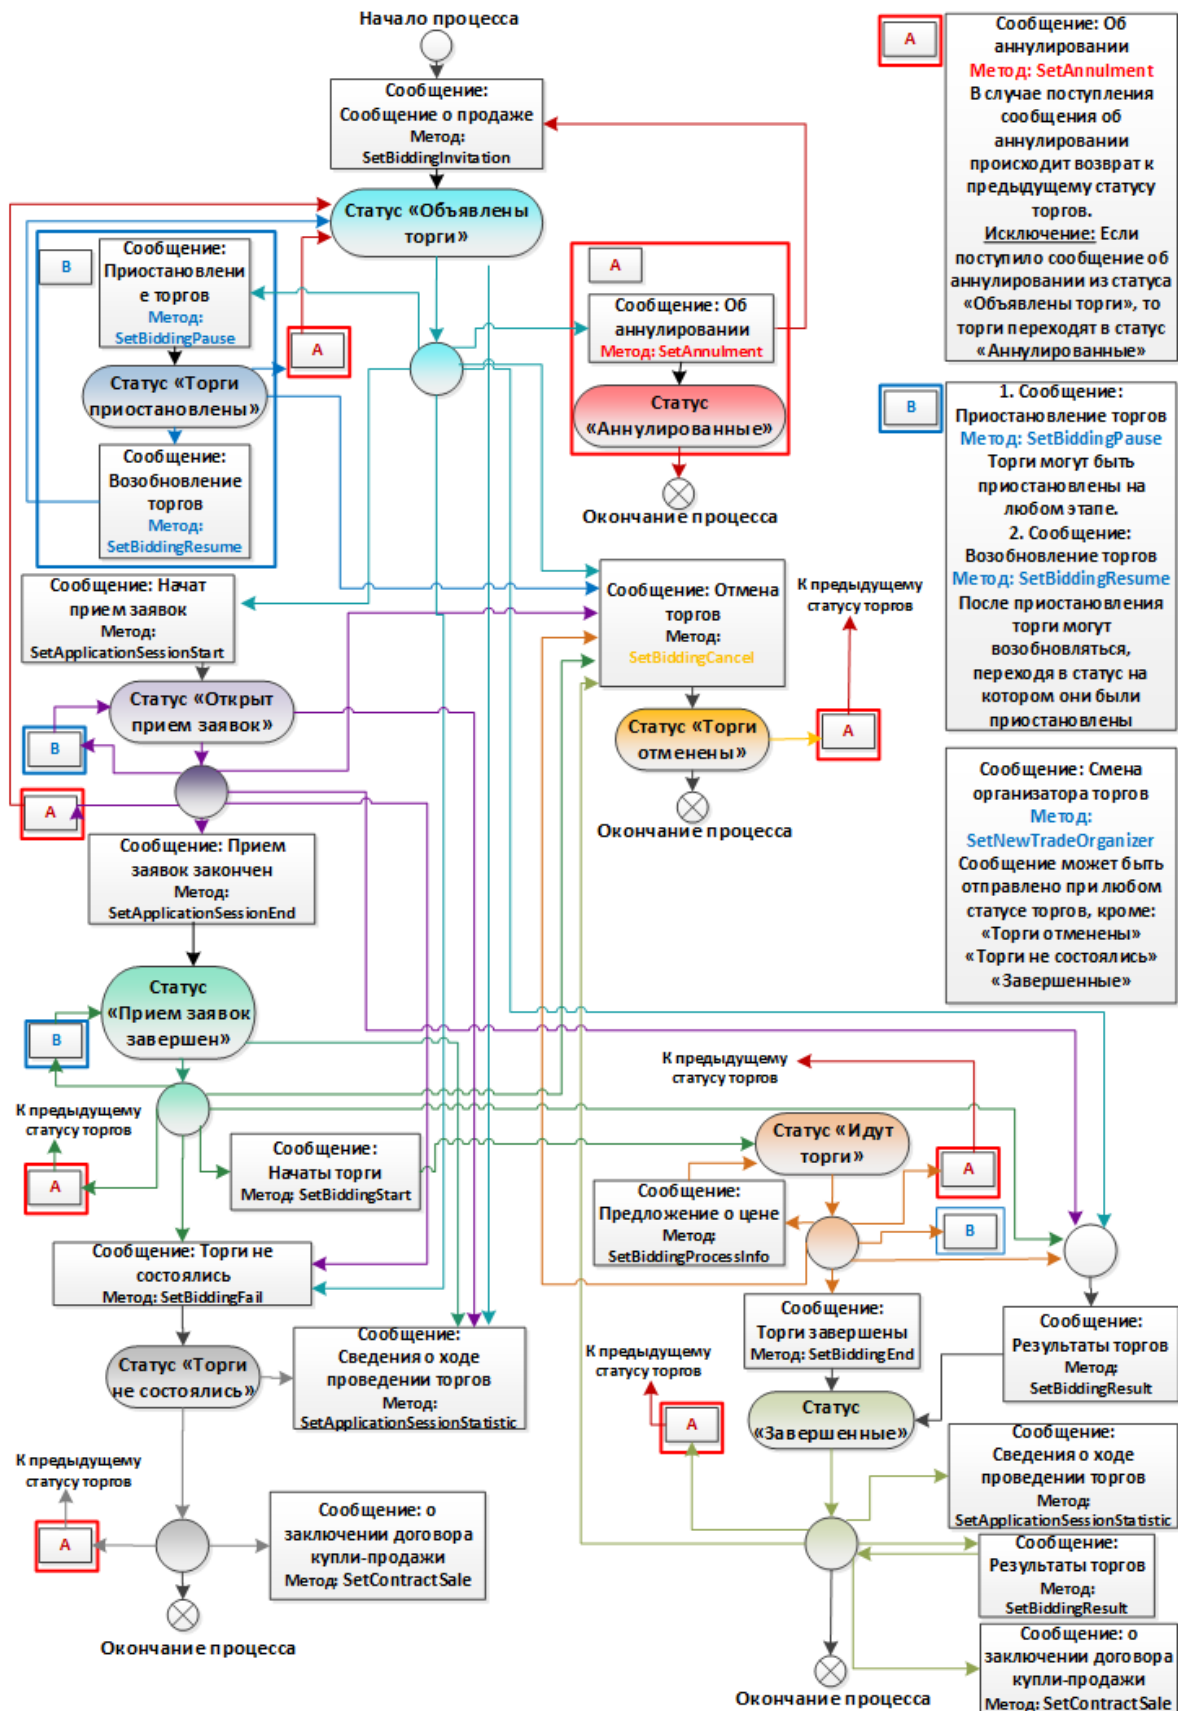 Начало процесса
Сообщение:
Сообщение о продаже
Метод:
SetBiddingInvitation
Статус «Объявлены
торги»
B
Сообщение:
Приостановлени
е торгов
Метод:
SetBiddingPause
A
Статус «Торги
приостановлены»
Сообщение:
Возобновление
торгов
Метод:
SetBiddingResume
A
Сообщение: Об
аннулировании
Метод: SetAnnulment
Статус
«Аннулированные»
Окончание процесса
A
Сообщение: Об
аннулировании
Метод: SetAnnulment
В случае поступления
сообщения об
аннулировании
происходит возврат к
предыдущему статусу
торгов.
Исключение: Если
поступило сообщение об
аннулировании из статуса
«Объявлены торги», то
торги переходят в статус
«Аннулированные»
B
1. Сообщение:
Приостановление торгов
Метод: SetBiddingPause
Торги могут быть
приостановлены на
любом этапе.
2. Сообщение:
Возобновление торгов
Метод: SetBiddingResume
После приостановления
торги могут
возобновляться,
переходя в статус на
котором они были
приостановлены
Сообщение: Смена
организатора торгов
Метод:
SetNewTradeOrganizer
Сообщение может быть
отправлено при любом
статусе торгов, кроме:
«Торги отменены»
«Торги не состоялись»
«Завершенные»
Сообщение: Начат
прием заявок
Метод:
SetApplicationSessionStart
Статус «Открыт
прием заявок»
B
A
Сообщение: Отмена
торгов
Метод:
SetBiddingCancel
К предыдущему
статусу торгов
Статус «Торги
отменены»
A
Окончание процесса
Сообщение: Прием
заявок закончен
Метод:
SetApplicationSessionEnd
Статус
«Прием заявок
завершен»
B
К предыдущему
статусу торгов
A
Сообщение:
Начаты торги
Метод: SetBiddingStart
К предыдущему
статусу торгов
Статус «Идут
торги»
A
Сообщение:
Предложение о цене
Метод:
SetBiddingProcessInfo
B
Сообщение: Торги не
состоялись
Метод: SetBiddingFail
Сообщение:
Торги завершены
Метод: SetBiddingEnd
Сообщение:
Результаты торгов
Метод:
SetBiddingResult
Статус «Торги
не состоялись»
Сообщение:
Сведения о ходе
проведении торгов
Метод:
SetApplicationSessionStatistic
К предыдущему
статусу торгов
A
Статус
«Завершенные»
Сообщение:
Сведения о ходе
проведении торгов
Метод:
SetApplicationSessionStatistic
К предыдущему
статусу торгов
A
Сообщение: о
заключении договора
купли-продажи
Метод: SetContractSale
Окончание процесса
Сообщение:
Результаты торгов
Метод:
SetBiddingResult
Сообщение: о
заключении договора
купли-продажи
Метод: SetContractSale
Окончание процесса